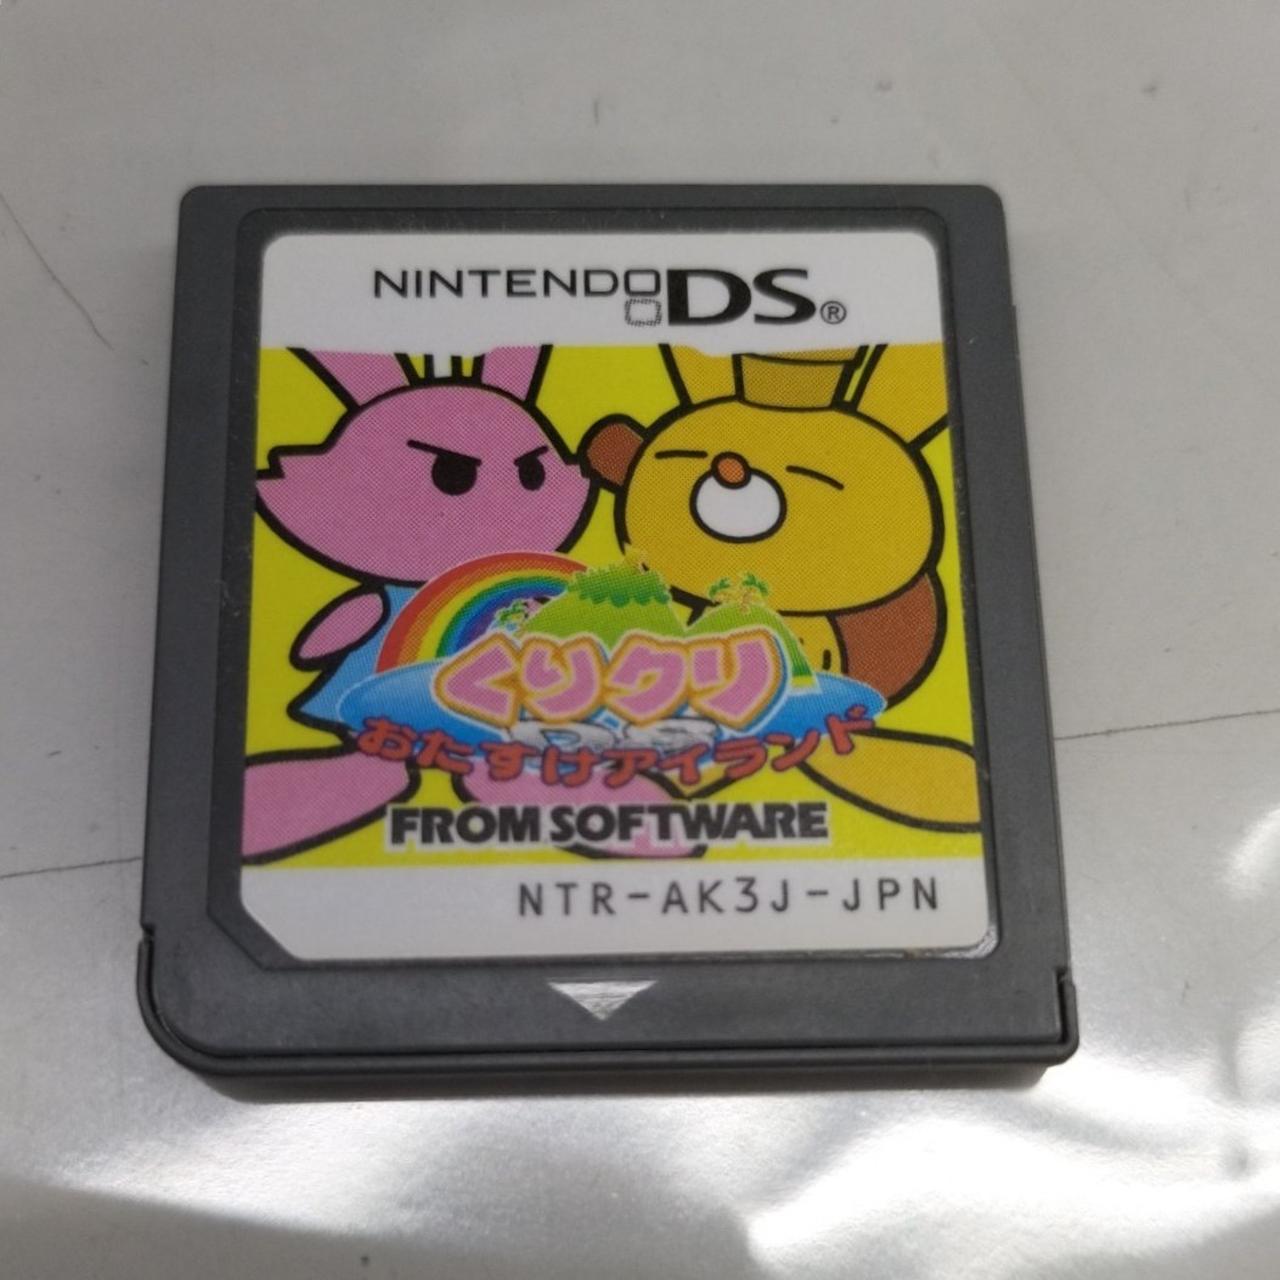 NINTENDO DS®
くりクリ
DS
おたすけアイランド
FROM SOFTWARE
NTR-AK3J-JPN